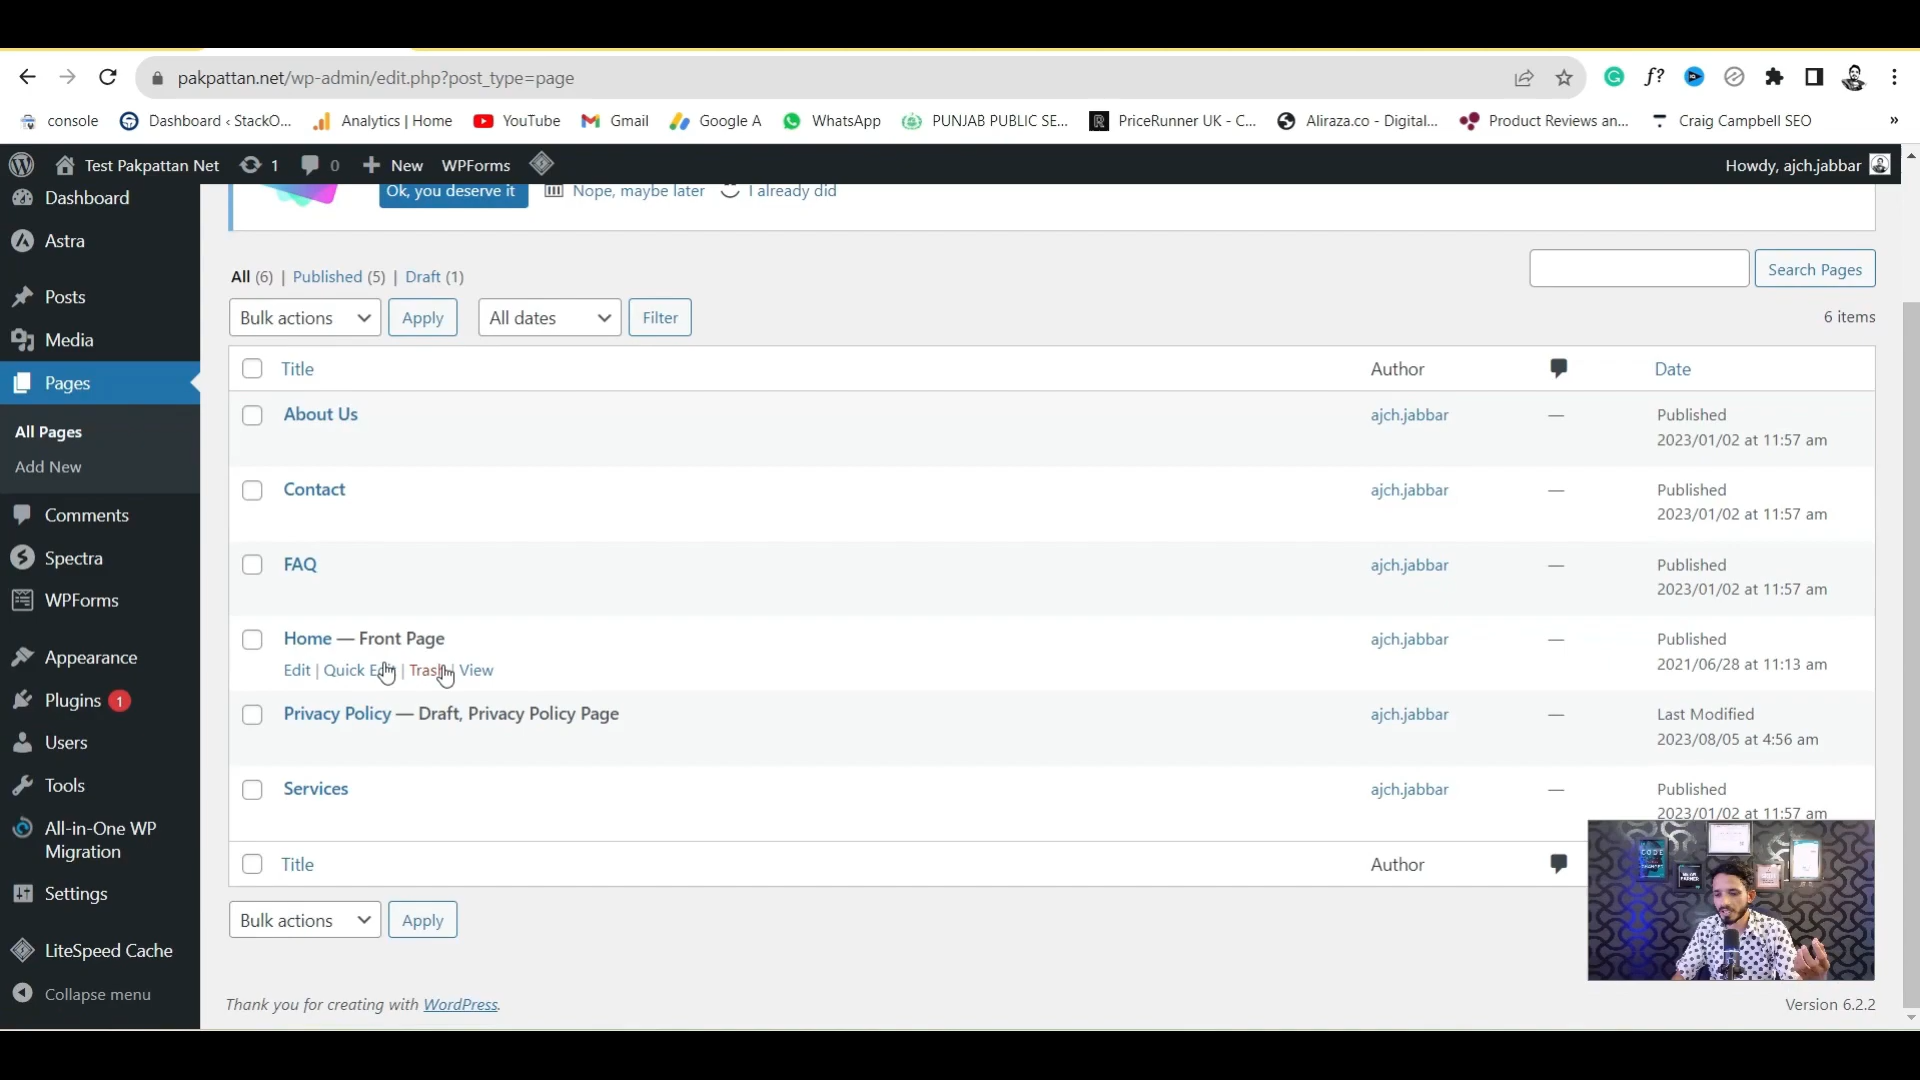 pakpattan.net/wp-admin/edit.php?post_type=page
f?
console Dashboard ‹ StackO... Analytics | Home YouTube Gmail Google A WhatsApp PUNJAB PUBLIC SE... PriceRunner UK - C... Aliraza.co - Digital... Product Reviews an... Craig Campbell SEO »
Test Pakpattan Net 1 0 New WPForms Howdy, ajch.jabbar
Dashboard
Astra
Posts
Media
Pages
All Pages
Add New
Comments
Spectra
WPForms
Appearance
Plugins 1
Users
Tools
All-in-One WP
Migration
Settings
LiteSpeed Cache
Collapse menu
Ok, you deserve it Nope, maybe later I already did
All (6) | Published (5) | Draft (1)
Search Pages
Bulk actions Apply All dates Filter 6 items
Title Author Date
About Us ajch.jabbar — Published
2023/01/02 at 11:57 am
Contact ajch.jabbar — Published
2023/01/02 at 11:57 am
FAQ ajch.jabbar — Published
2023/01/02 at 11:57 am
Home — Front Page ajch.jabbar — Published
Edit | Quick Edit | Trash | View 2021/06/28 at 11:13 am
Privacy Policy — Draft, Privacy Policy Page ajch.jabbar — Last Modified
2023/08/05 at 4:56 am
Services ajch.jabbar — Published
2023/01/02 at 11:57 am
Title Author
Bulk actions Apply
CODE
Thank you for creating with WordPress. Version 6.2.2